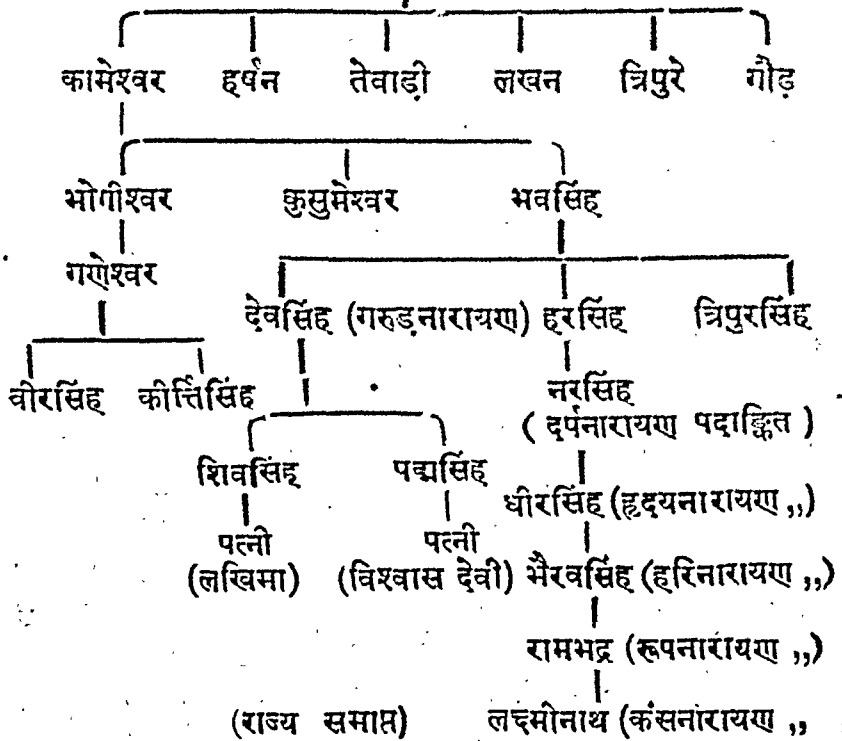 कामेश्वर हर्षन तेवाड़ी लखन त्रिपुरे गौड़
भोगीश्वर कुसुमेश्वर भवसिंह
गणेश्वर
देवसिंह (गरुड़नारायण) हरसिंह त्रिपुरसिंह
वीरसिंह कीर्त्तिसिंह
नरसिंह
( दर्पनारायण पदाङ्कित )
शिवसिंह पद्मसिंह
धीरसिंह (हृदयनारायण ,,)
पत्नी पत्नी
(लखिमा) (विश्वास देवी) भैरवसिंह (हरिनारायण ,,)
रामभद्र (रूपनारायण ,,)
(राज्य समाप्त) लक्ष्मीनाथ (कंसनारायण ,,